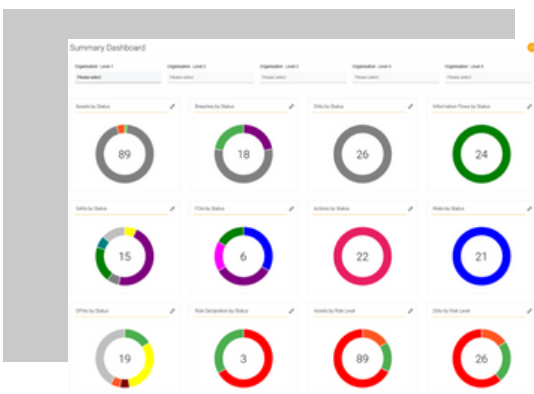 Summary Dashboard
Organisation Level 1 Organisation Level 2 Organisation Level 3 Organisation Level 4 Organisation Level 5
Please select Please select Please select Please select Please select
Assets by Status Breaches by Status DIAs by Status Information Flows by Status
89 18 26 24
SARs by Status FOIs by Status Actions by Status Risks by Status
15 6 22 21
DPIAs by Status Role Declaration by Status Assets by Risk Level DIAs by Risk Level
19 3 89 26